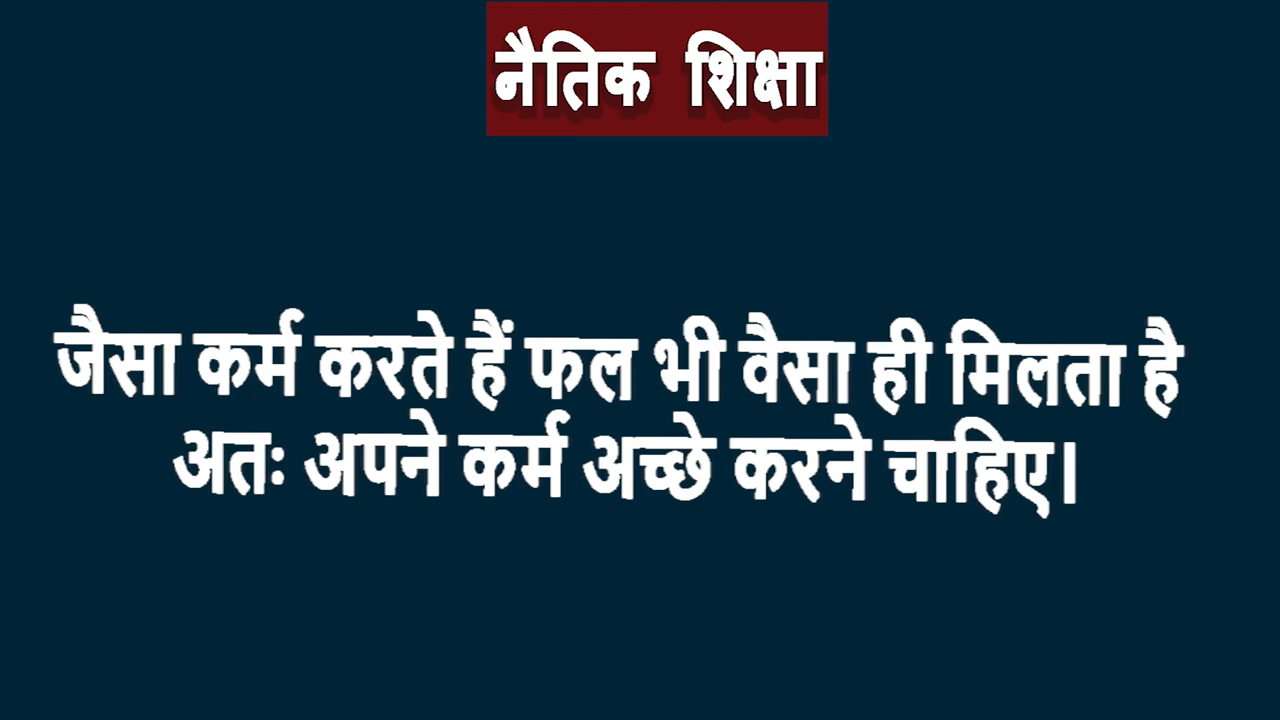 नैतिक शिक्षा
जैसा कर्म करते हैं फल भी वैसा ही मिलता है
अतः अपने कर्म अच्छे करने चाहिए।